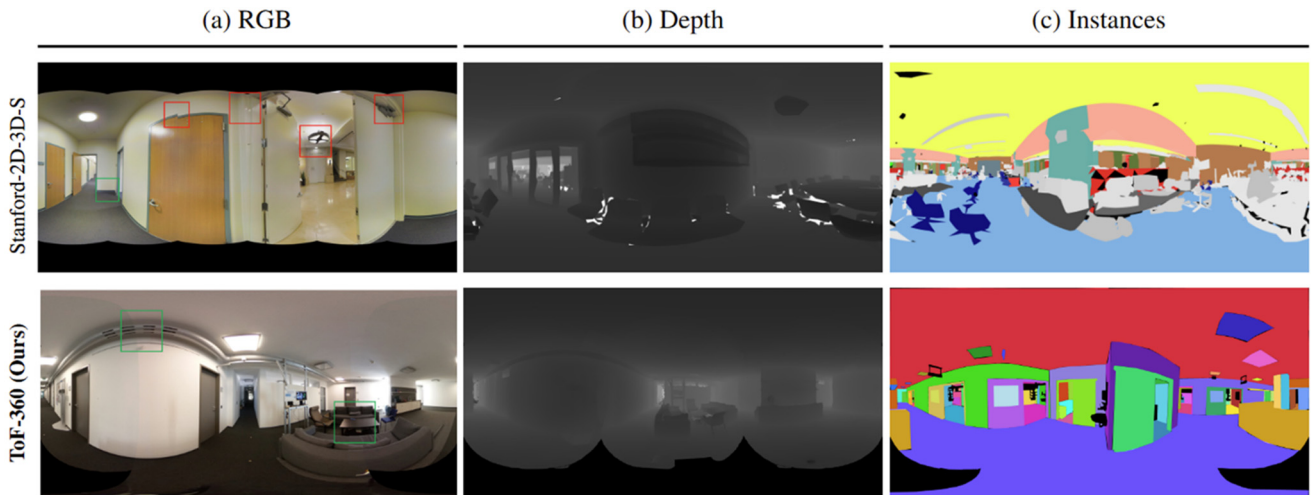 (a) RGB
(b) Depth
(c) Instances
Stanford-2D-3D-S
ToF-360 (Ours)